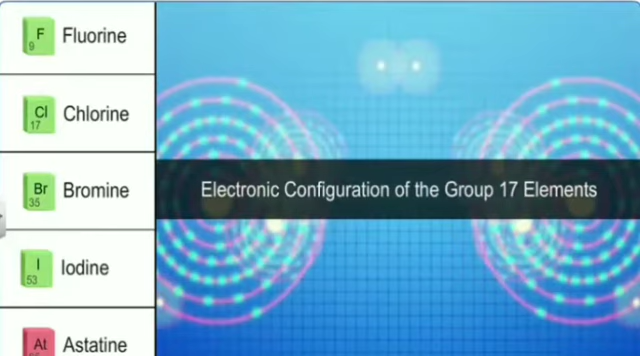 F
9
Fluorine
Cl
17
Chlorine
Br
35
Bromine
I
53
Iodine
At
Astatine
Electronic Configuration of the Group 17 Elements